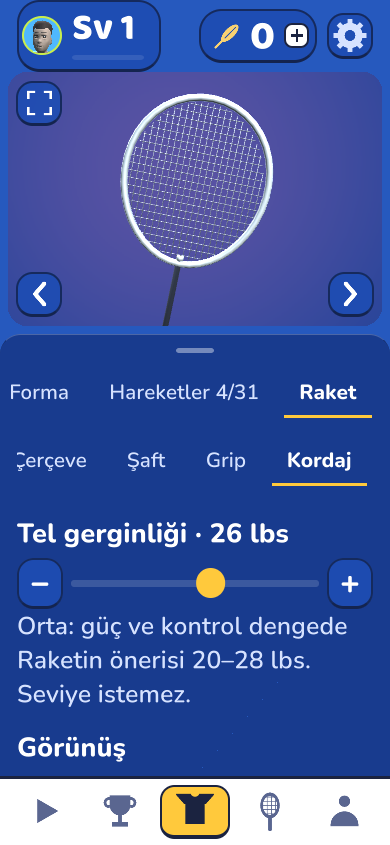 Sv 1
0
Forma
Hareketler 4/31
Raket
Çerçeve
Şaft
Grip
Kordaj
Tel gerginliği · 26 lbs
Orta: güç ve kontrol dengede
Raketin önerisi 20–28 lbs.
Seviye istemez.
Görünüş